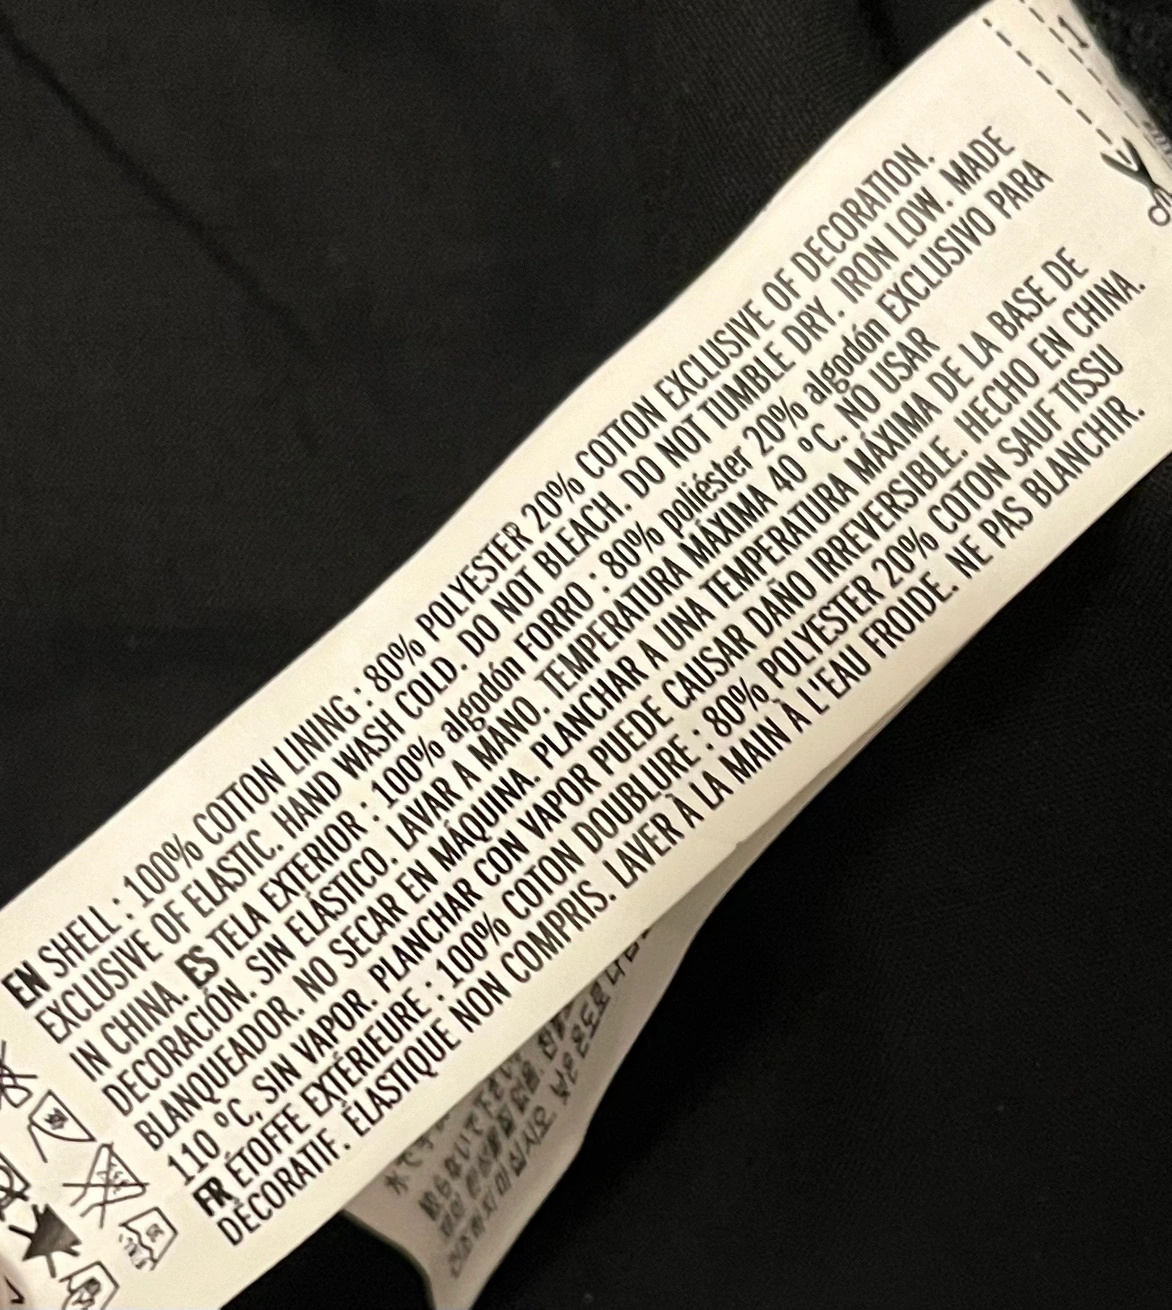 EN SHELL : 100% COTTON LINING : 80% POLYESTER 20% COTTON EXCLUSIVE OF DECORATION.
EXCLUSIVE OF ELASTIC. HAND WASH COLD. DO NOT BLEACH. DO NOT TUMBLE DRY. IRON LOW. MADE
IN CHINA. ES TELA EXTERIOR : 100% algodón FORRO : 80% poliéster 20% algodón EXCLUSIVO PARA
DECORACIÓN. SIN ELÁSTICO. LAVAR A MANO. TEMPERATURA MÁXIMA 40 °C. NO USAR
BLANQUEADOR. NO SECAR EN MÁQUINA. PLANCHAR A UNA TEMPERATURA MÁXIMA DE LA BASE DE
110 °C, SIN VAPOR. PLANCHAR CON VAPOR PUEDE CAUSAR DAÑO IRREVERSIBLE. HECHO EN CHINA.
FR ÉTOFFE EXTÉRIEURE : 100% COTON DOUBLURE : 80% POLYESTER 20% COTON SAUF TISSU
DÉCORATIF. ÉLASTIQUE NON COMPRIS. LAVER À LA MAIN À L'EAU FROIDE. NE PAS BLANCHIR.